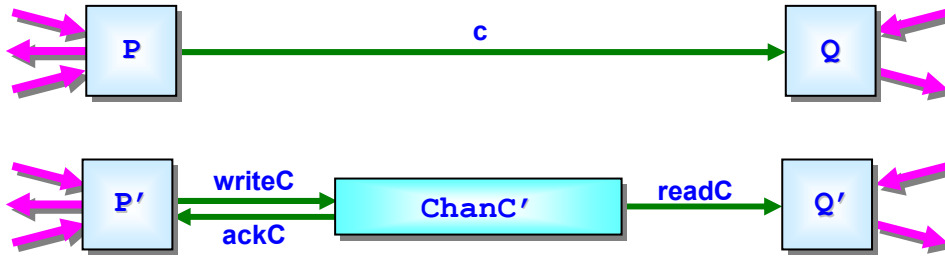 c
P
Q
writeC
P′
ChanC′
readC
Q′
ackC